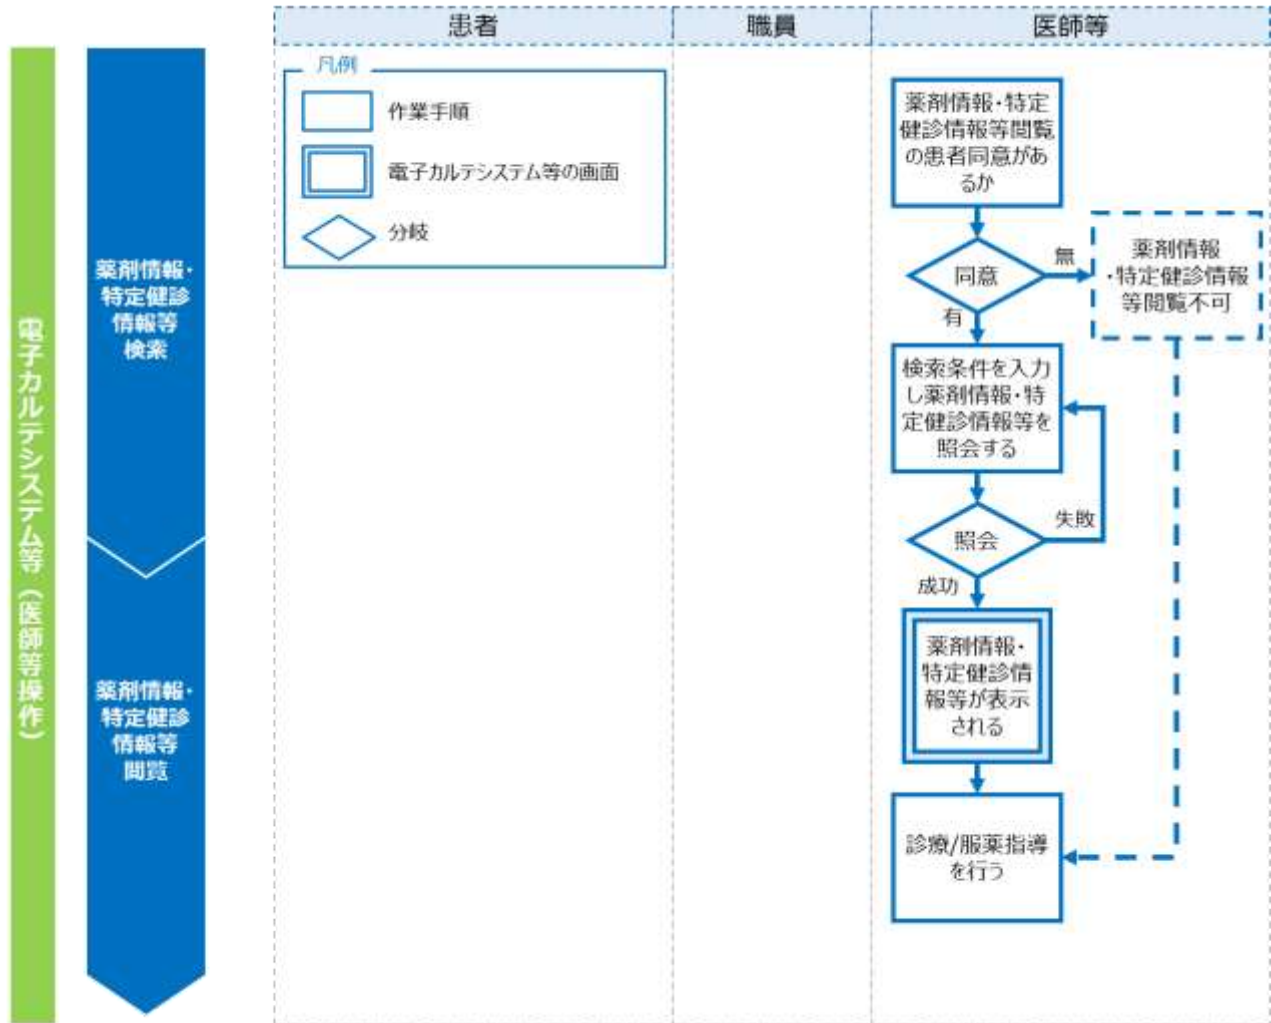 患者
職員
医師等
凡例
作業手順
電子カルテシステム等の画面
分岐
電子カルテシステム等（医師等操作）
薬剤情報・
特定健診
情報等
検索
薬剤情報・
特定健診
情報等
閲覧
薬剤情報・特定
健診情報等閲覧
の患者同意があ
るか
同意
無
有
薬剤情報
・特定健診情報
等閲覧不可
検索条件を入力
し薬剤情報・特
定健診情報等を
照会する
照会
失敗
成功
薬剤情報・
特定健診情
報等が表示
される
診療/服薬指導
を行う